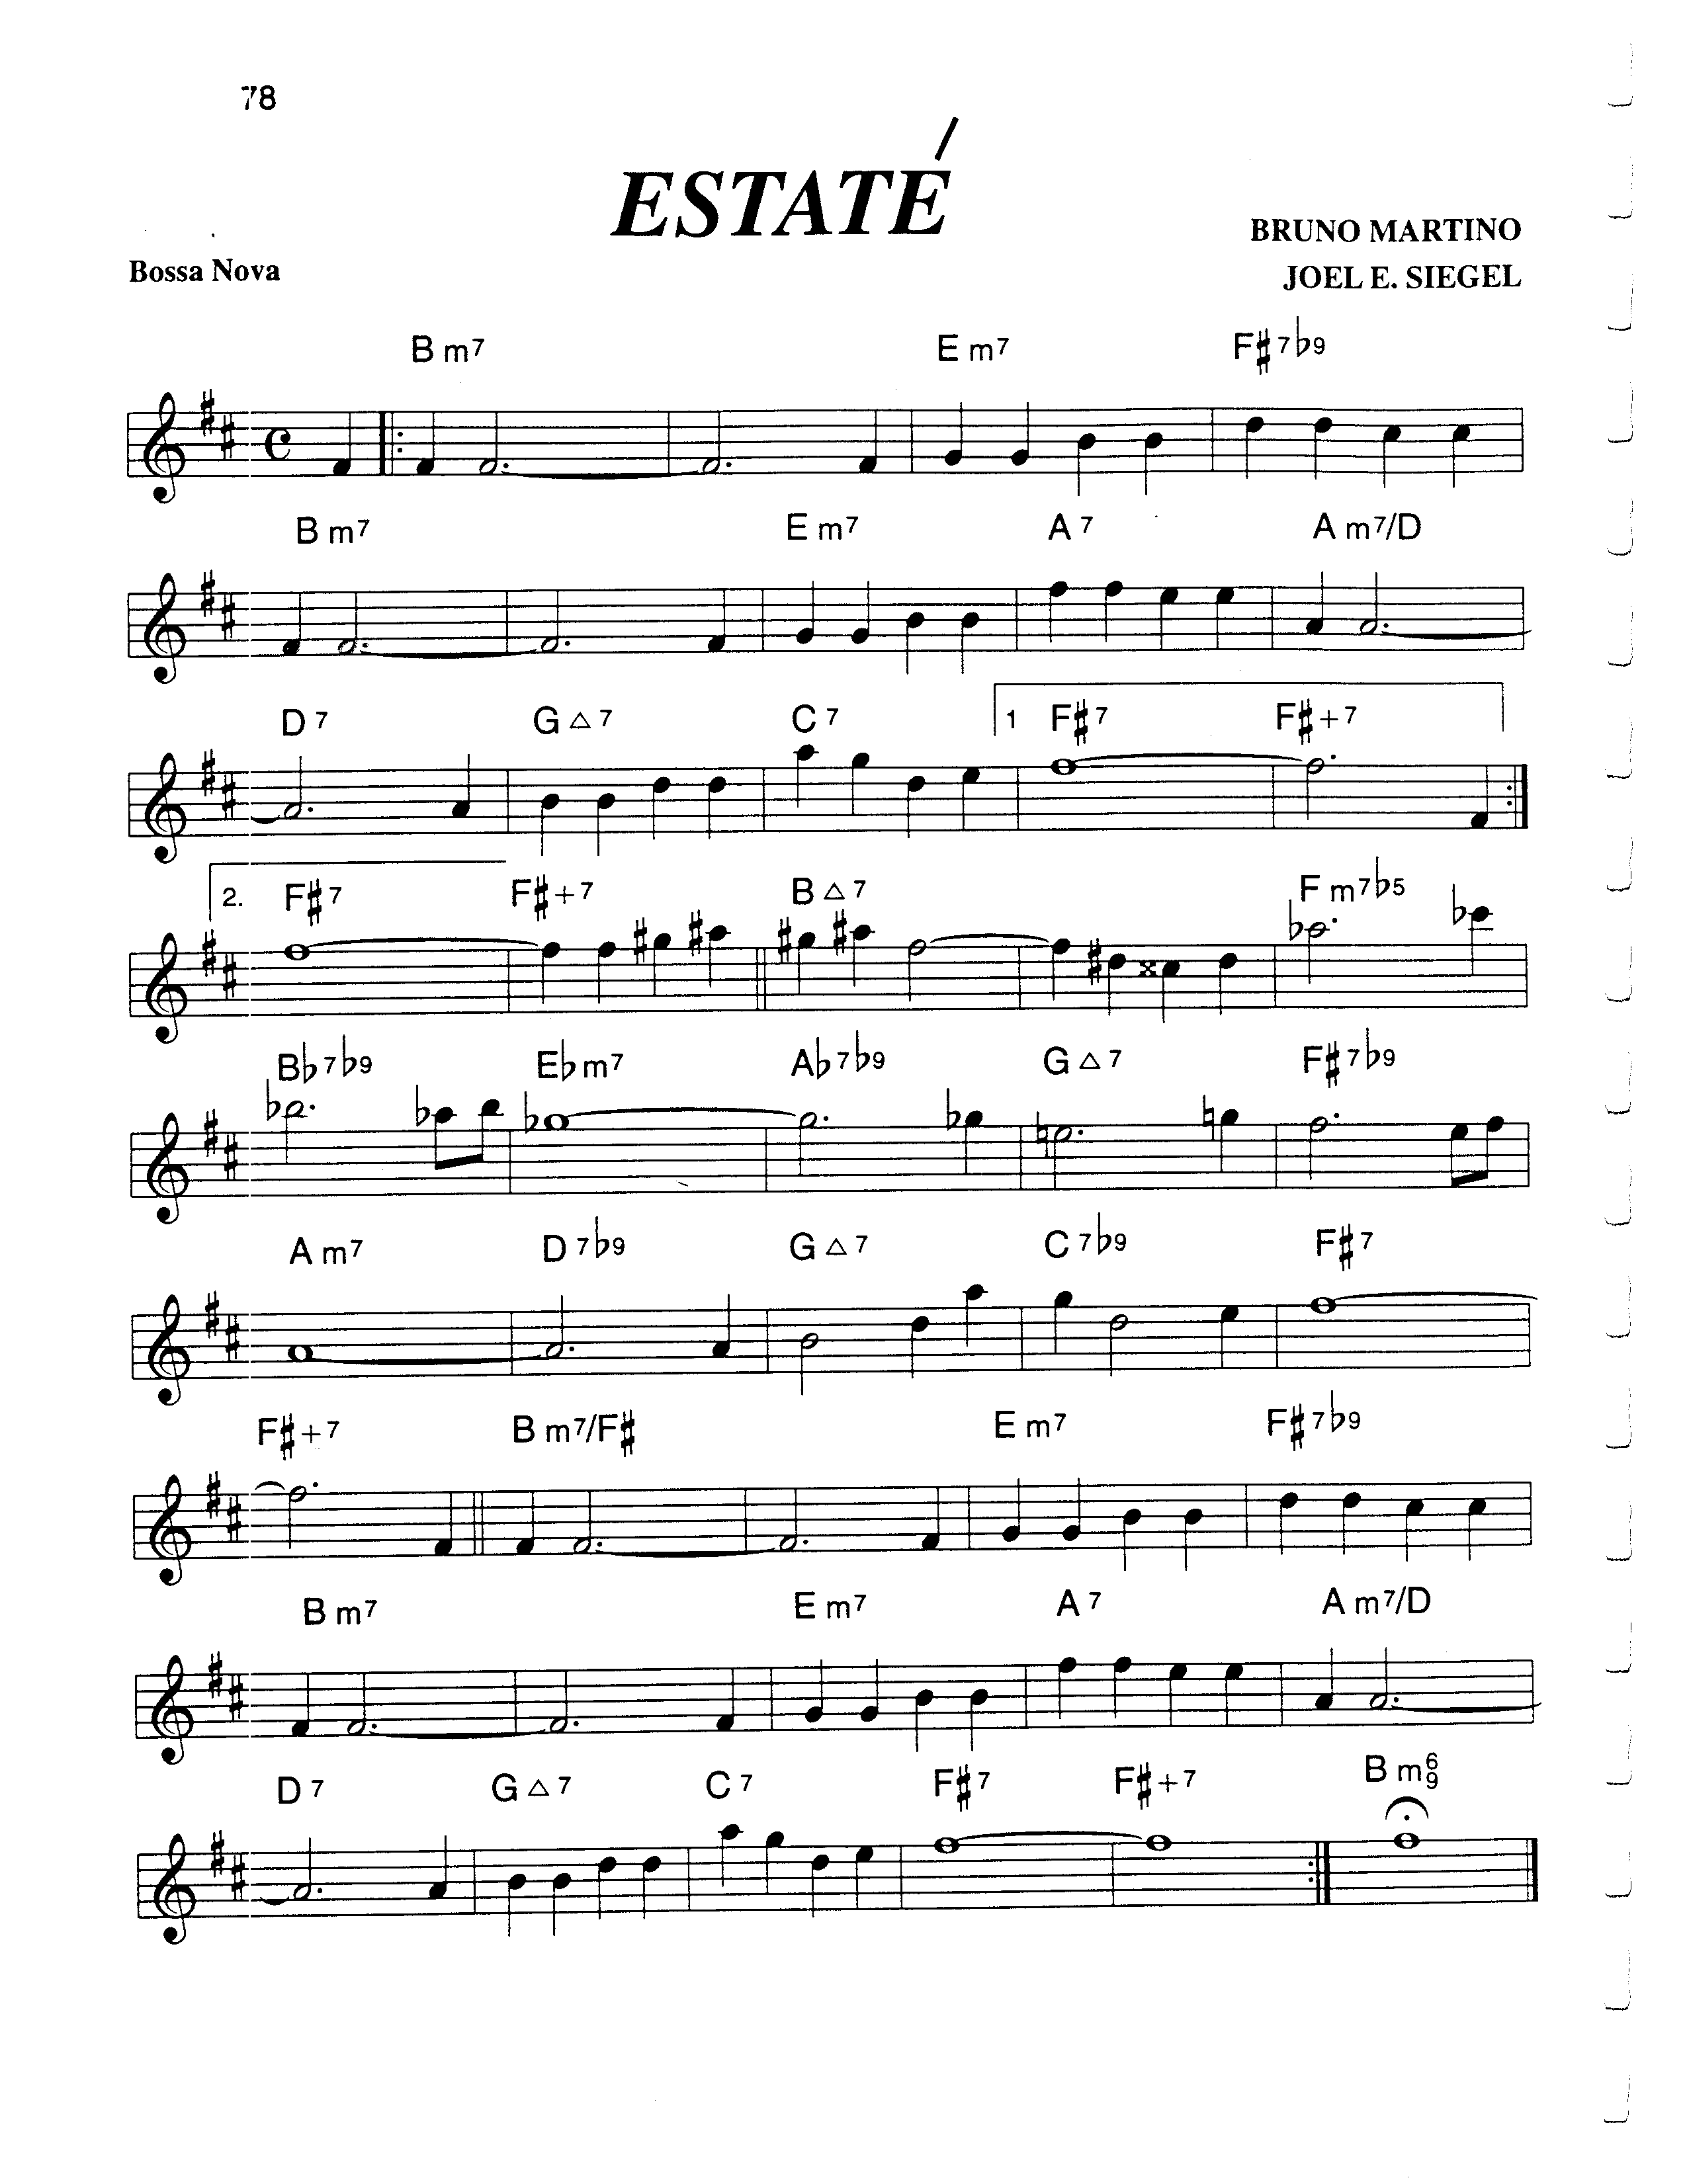 78
ESTATÉ
BRUNO MARTINO
Bossa Nova
JOEL E. SIEGEL
B m7 E m7 F♯7♭9
B m7 E m7 A 7 A m7/D
D 7 G△7 C 7 1 F♯7 F♯+7
2. F♯7 F♯+7 B△7 F m7♭5
B♭7♭9 E♭m7 A♭7♭9 G△7 F♯7♭9
A m7 D 7♭9 G△7 C 7♭9 F♯7
F♯+7 B m7/F♯ E m7 F♯7♭9
B m7 E m7 A 7 A m7/D
D 7 G△7 C 7 F♯7 F♯+7 B m6/9